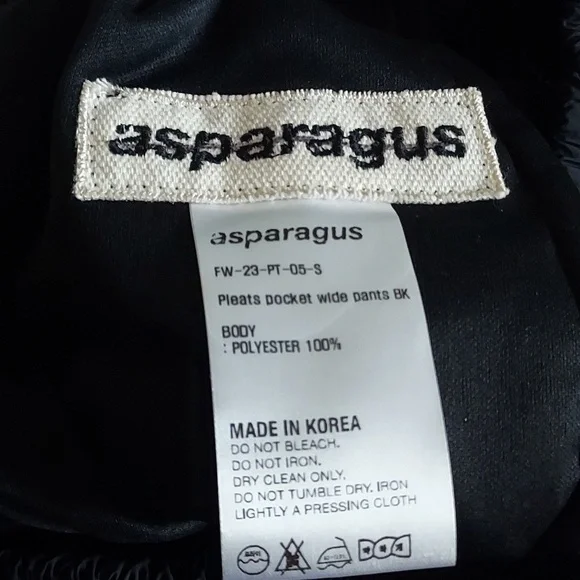 asparagus
asparagus
FW-23-PT-05-S
Pleats pocket wide pants BK
BODY
: POLYESTER 100%
MADE IN KOREA
DO NOT BLEACH.
DO NOT IRON.
DRY CLEAN ONLY.
DO NOT TUMBLE DRY. IRON
LIGHTLY A PRESSING CLOTH